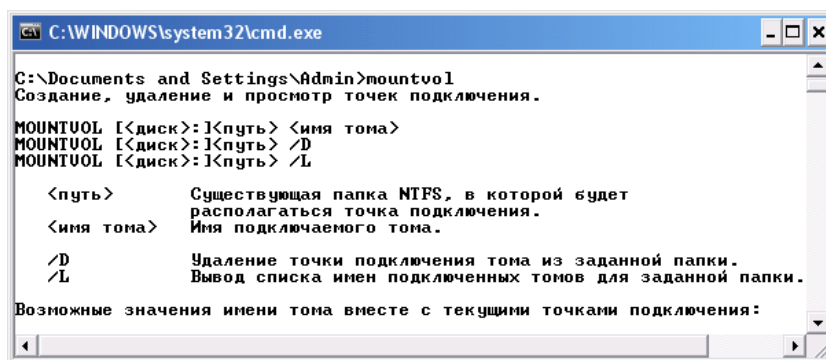 C:\WINDOWS\system32\cmd.exe
C:\Documents and Settings\Admin>mountvol
Создание, удаление и просмотр точек подключения.
MOUNTVOL [<диск>:]<путь> <имя тома>
MOUNTVOL [<диск>:]<путь> /D
MOUNTVOL [<диск>:]<путь> /L
<путь> Существующая папка NTFS, в которой будет
располагаться точка подключения.
<имя тома> Имя подключаемого тома.
/D Удаление точки подключения тома из заданной папки.
/L Вывод списка имен подключенных томов для заданной папки.
Возможные значения имени тома вместе с текущими точками подключения: